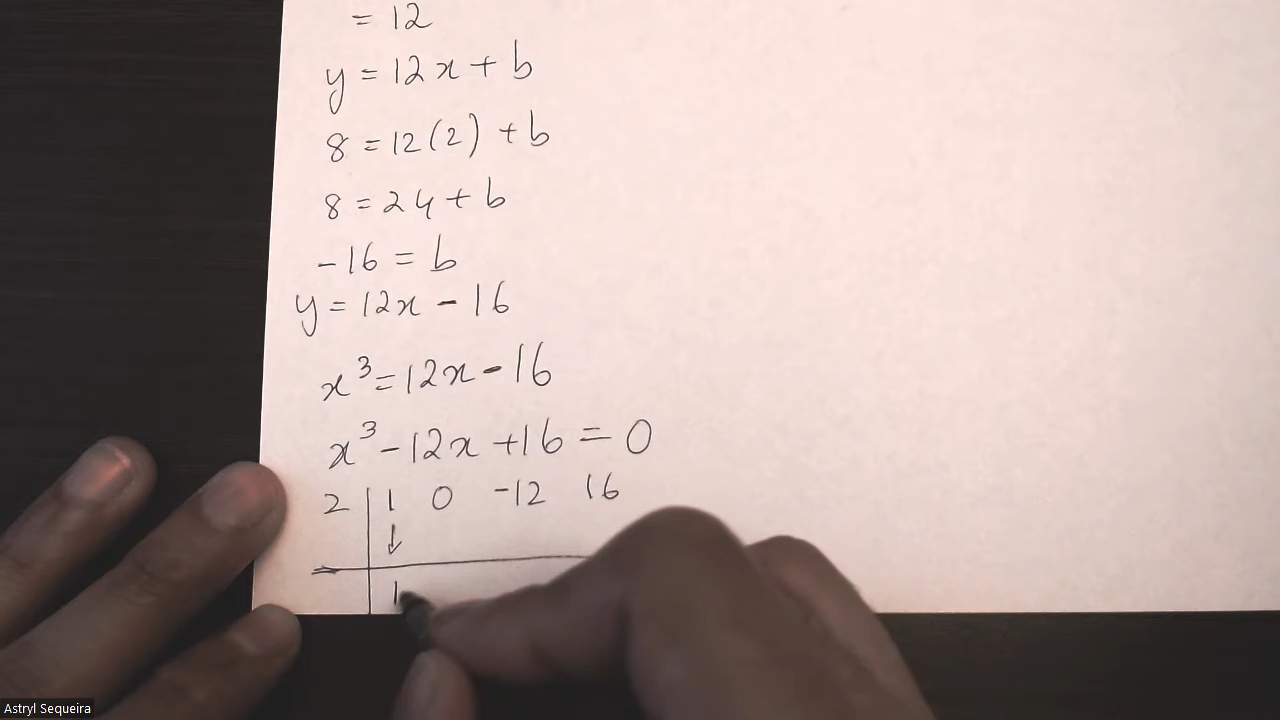 = 12
y = 12x + b
8 = 12(2) + b
8 = 24 + b
-16 = b
y = 12x - 16
x³ = 12x - 16
x³ - 12x + 16 = 0
2 | 1 0 -12 16
↓
1
Astryl Sequeira